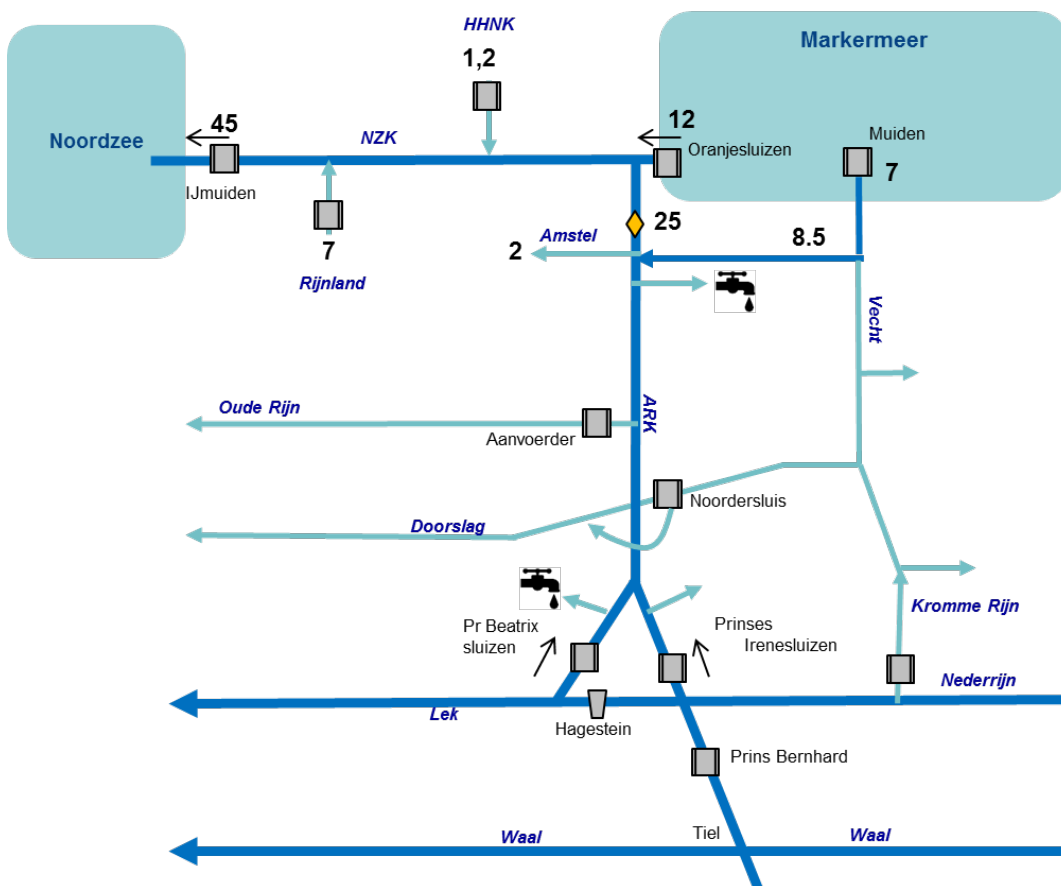 HHNK
1,2
Markermeer
Noordzee
45
NZK
12
Oranjesluizen
Muiden
7
IJmuiden
7
Rijnland
25
Amstel
2
8.5
Vecht
Oude Rijn
Aanvoerder
ARK
Noordersluis
Doorslag
Kromme Rijn
Pr Beatrix
sluizen
Prinses
Irenesluizen
Nederrijn
Lek
Hagestein
Prins Bernhard
Tiel
Waal
Waal